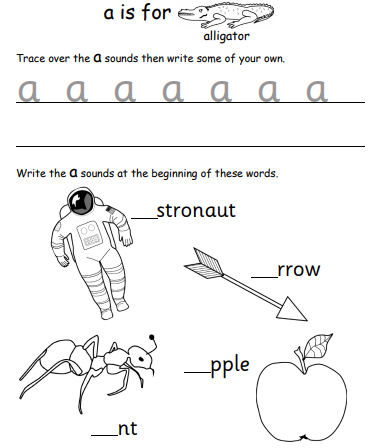 a is for
alligator
Trace over the a sounds then write some of your own.
a a a a a a a
Write the a sounds at the beginning of these words.
___stronaut
___rrow
___pple
___nt